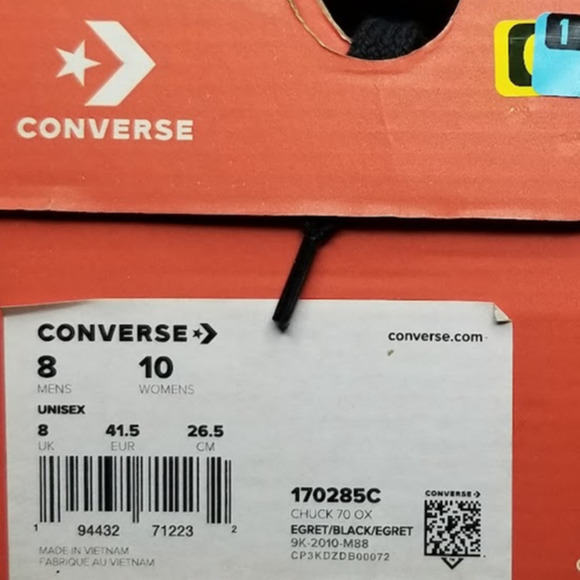 CONVERSE
1
CONVERSE
converse.com
8 10
MENS WOMENS
UNISEX
8 41.5 26.5
UK EUR CM
1 94432 71223 2
MADE IN VIETNAM
FABRIQUE AU VIETNAM
170285C
CHUCK 70 OX
EGRET/BLACK/EGRET
9K-2010-M88
CP3KDZDB00072
CONVERSE